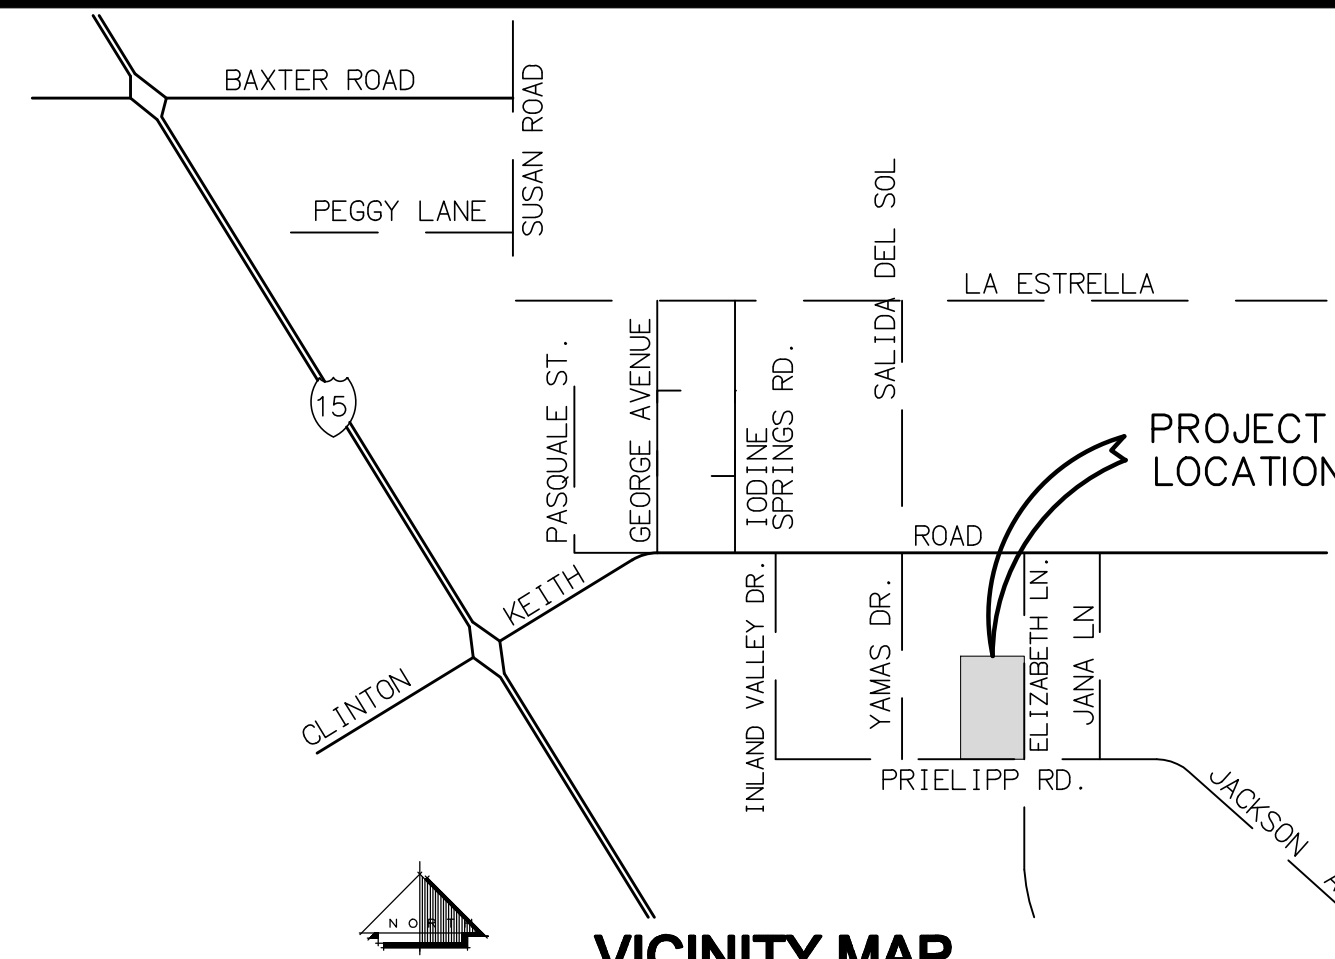 BAXTER ROAD
SUSAN ROAD
PEGGY LANE
SALIDA DEL SOL
LA ESTRELLA
PASQUALE ST.
GEORGE AVENUE
IODINE
SPRINGS RD.
15
PROJECT
LOCATION
ROAD
KEITH
CLINTON
INLAND VALLEY DR.
YAMAS DR.
ELIZABETH LN.
JANA LN
PRIELIPP RD.
JACKSON A
NORTH
VICINITY MAP